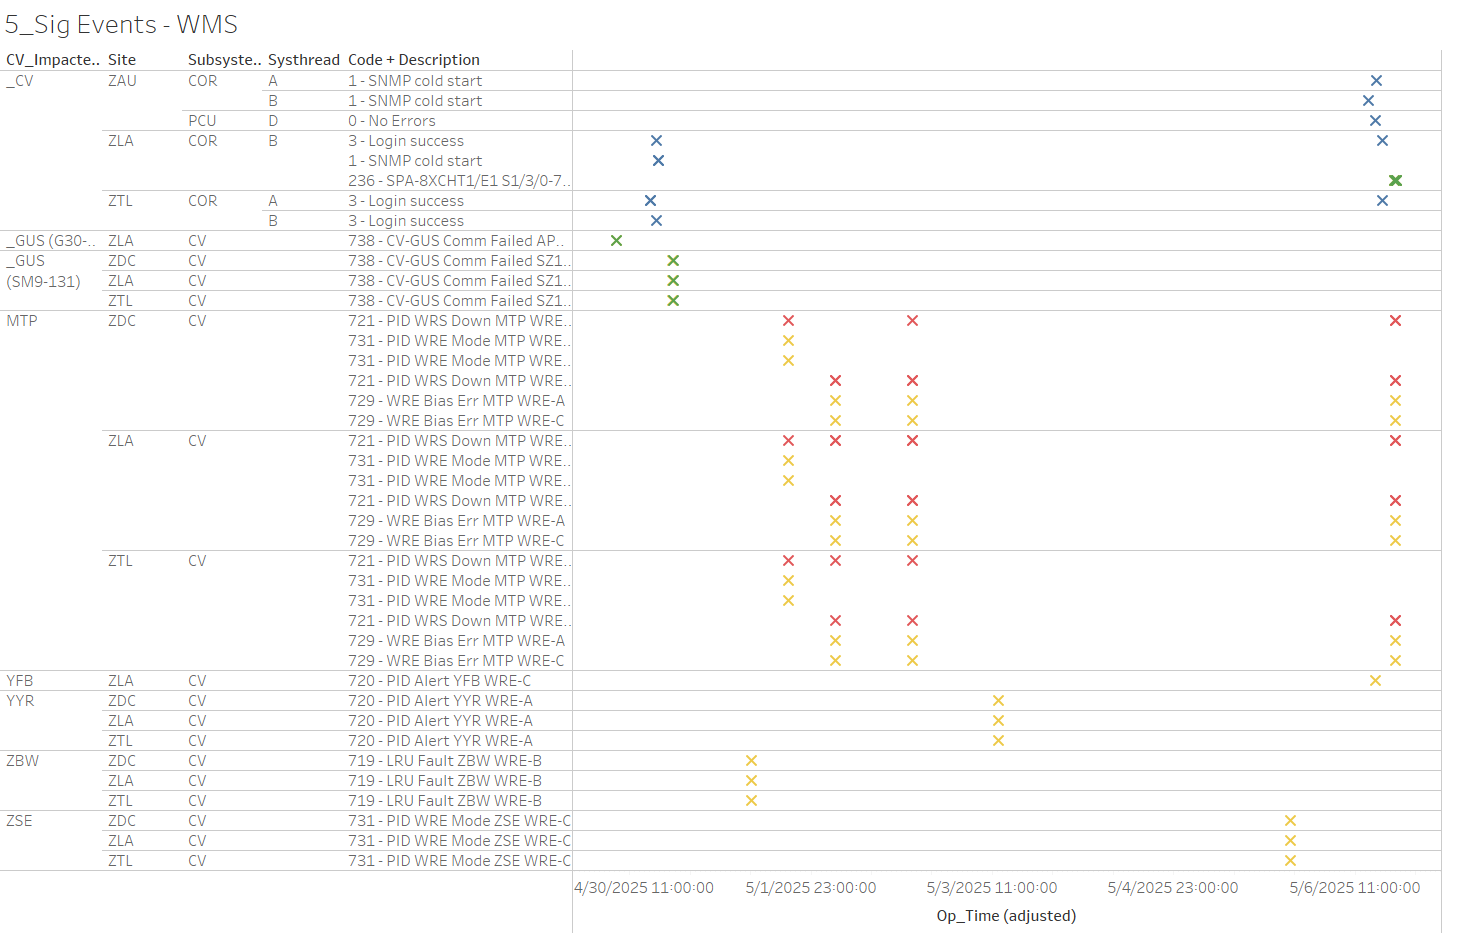 5_Sig Events - WMS
CV_Impacte.. Site Subsyste.. Systhread Code + Description
_CV ZAU COR A 1 - SNMP cold start
B 1 - SNMP cold start
PCU D 0 - No Errors
ZLA COR B 3 - Login success
1 - SNMP cold start
236 - SPA-8XCHT1/E1 S1/3/0-7..
ZTL COR A 3 - Login success
B 3 - Login success
_GUS (G30-.. ZLA CV 738 - CV-GUS Comm Failed AP..
_GUS ZDC CV 738 - CV-GUS Comm Failed SZ1..
(SM9-131) ZLA CV 738 - CV-GUS Comm Failed SZ1..
ZTL CV 738 - CV-GUS Comm Failed SZ1..
MTP ZDC CV 721 - PID WRS Down MTP WRE..
731 - PID WRE Mode MTP WRE..
731 - PID WRE Mode MTP WRE..
721 - PID WRS Down MTP WRE..
729 - WRE Bias Err MTP WRE-A
729 - WRE Bias Err MTP WRE-C
ZLA CV 721 - PID WRS Down MTP WRE..
731 - PID WRE Mode MTP WRE..
731 - PID WRE Mode MTP WRE..
721 - PID WRS Down MTP WRE..
729 - WRE Bias Err MTP WRE-A
729 - WRE Bias Err MTP WRE-C
ZTL CV 721 - PID WRS Down MTP WRE..
731 - PID WRE Mode MTP WRE..
731 - PID WRE Mode MTP WRE..
721 - PID WRS Down MTP WRE..
729 - WRE Bias Err MTP WRE-A
729 - WRE Bias Err MTP WRE-C
YFB ZLA CV 720 - PID Alert YFB WRE-C
YYR ZDC CV 720 - PID Alert YYR WRE-A
ZLA CV 720 - PID Alert YYR WRE-A
ZTL CV 720 - PID Alert YYR WRE-A
ZBW ZDC CV 719 - LRU Fault ZBW WRE-B
ZLA CV 719 - LRU Fault ZBW WRE-B
ZTL CV 719 - LRU Fault ZBW WRE-B
ZSE ZDC CV 731 - PID WRE Mode ZSE WRE-C
ZLA CV 731 - PID WRE Mode ZSE WRE-C
ZTL CV 731 - PID WRE Mode ZSE WRE-C
4/30/2025 11:00:00 5/1/2025 23:00:00 5/3/2025 11:00:00 5/4/2025 23:00:00 5/6/2025 11:00:00
Op_Time (adjusted)